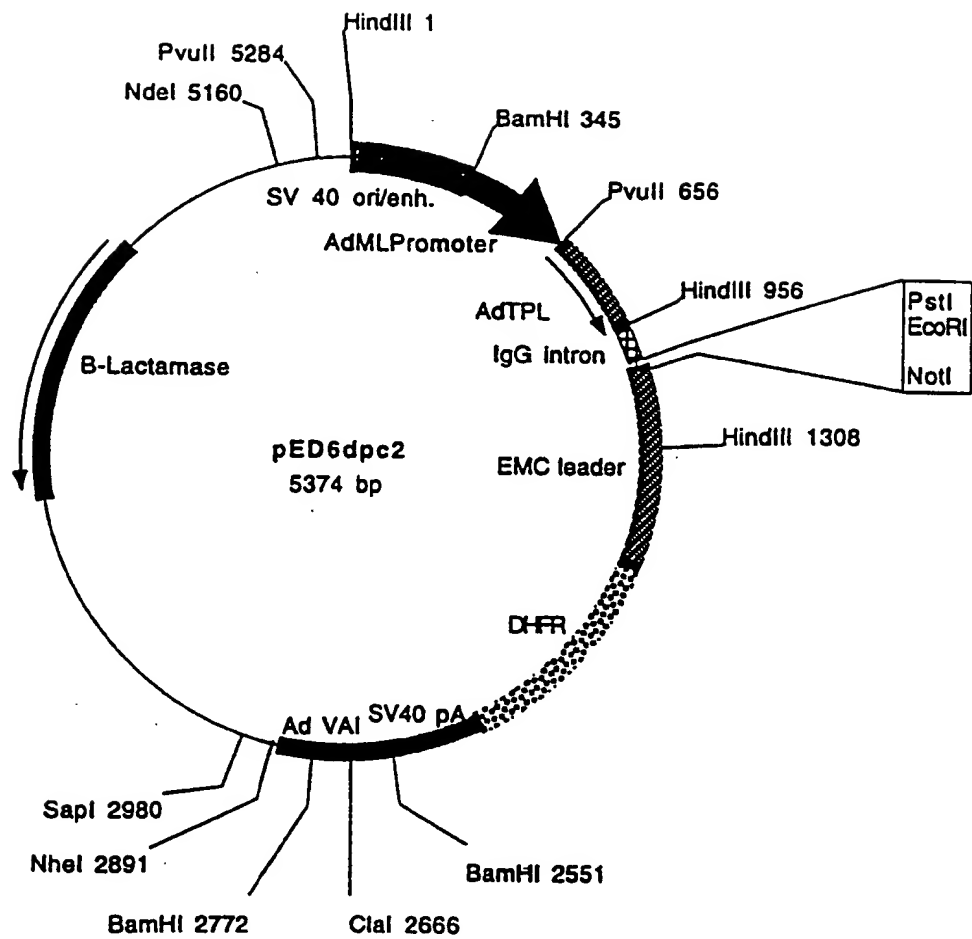 HindIII 1
PvuII 5284
NdeI 5160
BamHI 345
SV 40 ori/enh.
PvuII 656
AdMLPromoter
HindIII 956
AdTPL
PstI
EcoRI
NotI
IgG intron
B-Lactamase
HindIII 1308
pED6dpc2
5374 bp
EMC leader
DHFR
Ad VAI
SV40 pA
SapI 2980
NheI 2891
BamHI 2551
BamHI 2772
ClaI 2666